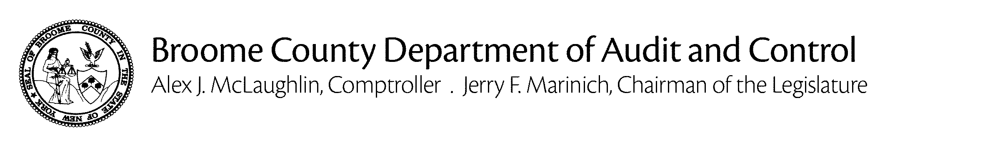 ★ SEAL OF BROOME COUNTY IN THE STATE OF NEW YORK
Broome County Department of Audit and Control
Alex J. McLaughlin, Comptroller . Jerry F. Marinich, Chairman of the Legislature